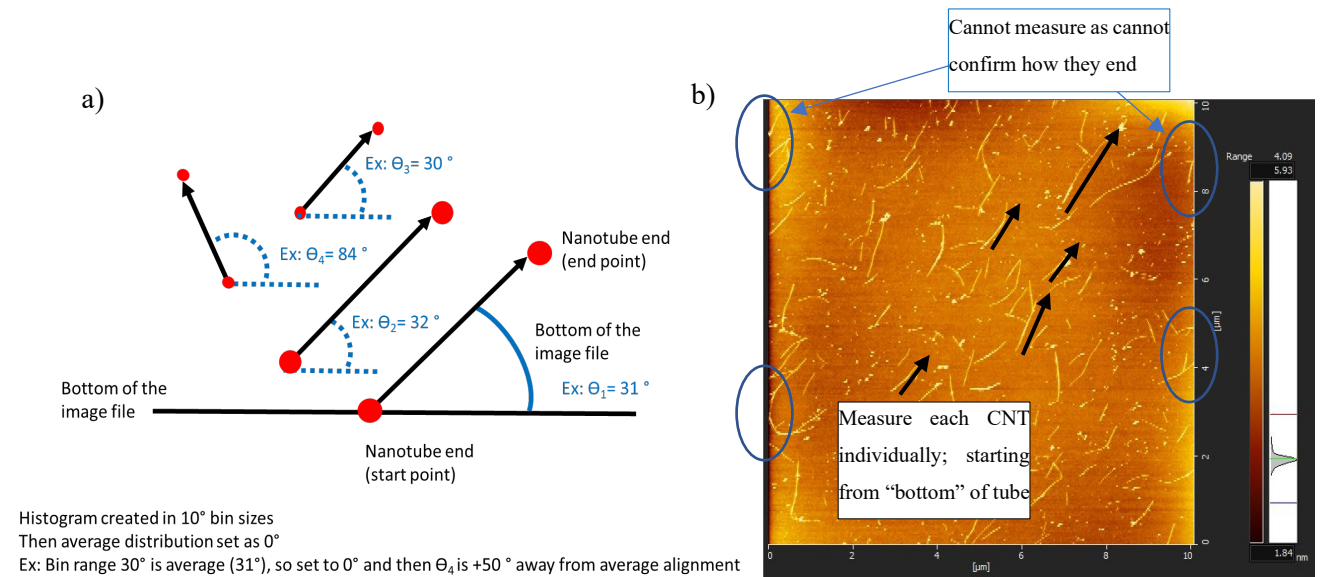 a)
Ex: Ө3= 30 °
Ex: Ө4= 84 °
Nanotube end
(end point)
Ex: Ө2= 32 °
Bottom of the
image file
Ex: Ө1= 31 °
Bottom of the
image file
Nanotube end
(start point)
Histogram created in 10° bin sizes
Then average distribution set as 0°
Ex: Bin range 30° is average (31°), so set to 0° and then Ө4 is +50 ° away from average alignment
b)
Cannot measure as cannot
confirm how they end
Measure each CNT
individually; starting
from “bottom” of tube
10
8
6
[µm]
4
2
0
0 2 4 6 8 10
[µm]
Range 4.09
5.93
1.84 nm